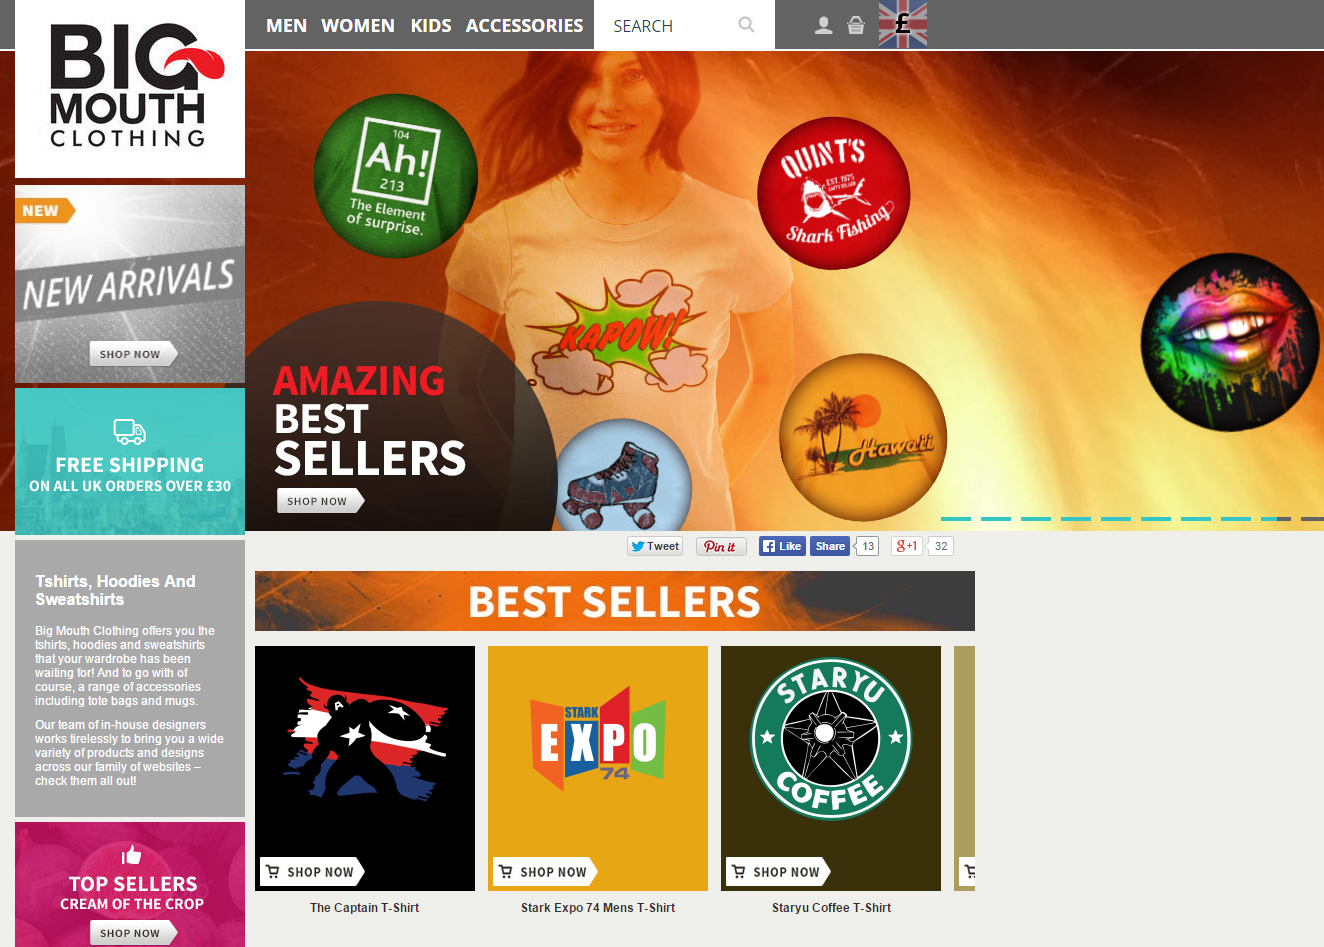 BIG
MOUTH
CLOTHING
MEN WOMEN KIDS ACCESSORIES SEARCH £
NEW
NEW ARRIVALS
SHOP NOW
FREE SHIPPING
ON ALL UK ORDERS OVER £30
Tshirts, Hoodies And
Sweatshirts
Big Mouth Clothing offers you the
tshirts, hoodies and sweatshirts
that your wardrobe has been
waiting for! And to go with of
course, a range of accessories
including tote bags and mugs.
Our team of in-house designers
works tirelessly to bring you a wide
variety of products and designs
across our family of websites –
check them all out!
TOP SELLERS
CREAM OF THE CROP
SHOP NOW
104
Ah!
213
The Element
of surprise.
QUINT'S
EST. 1975
AMITY ISLAND
Shark Fishing
KAPOW!
Hawaii
AMAZING
BEST
SELLERS
SHOP NOW
Tweet Pin it Like Share 13 g+1 32
BEST SELLERS
A
STARK
EXPO
74
STARYU
COFFEE
SHOP NOW SHOP NOW SHOP NOW
The Captain T-Shirt Stark Expo 74 Mens T-Shirt Staryu Coffee T-Shirt